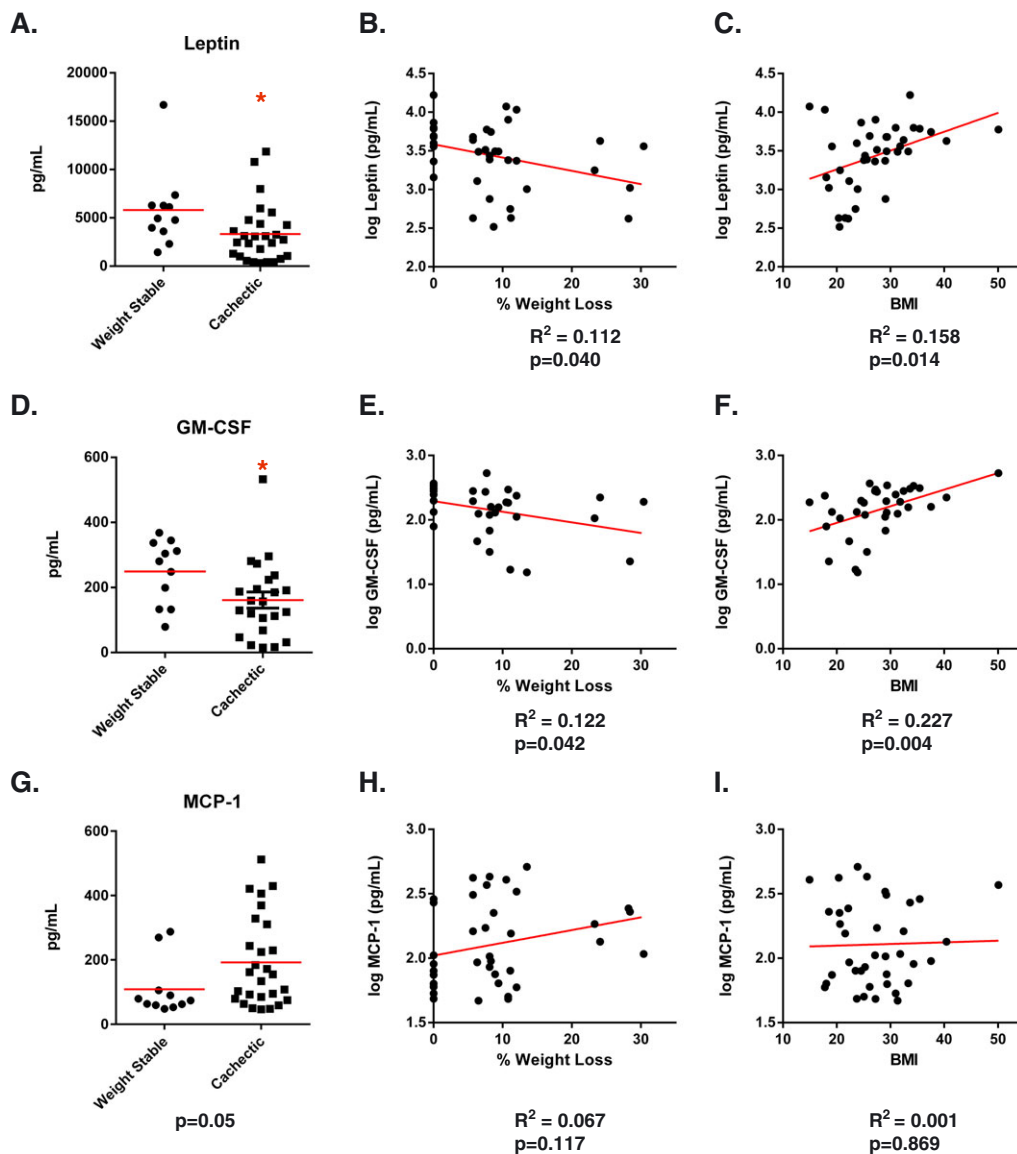 A.
B.
C.
Leptin
20000
15000
10000
5000
0
pg/mL
*
Weight Stable
Cachectic
4.5
4.0
3.5
3.0
2.5
2.0
log Leptin (pg/mL)
0
10
20
30
% Weight Loss
R² = 0.112
p=0.040
4.5
4.0
3.5
3.0
2.5
2.0
log Leptin (pg/mL)
10
20
30
40
50
BMI
R² = 0.158
p=0.014
D.
E.
F.
GM-CSF
600
400
200
0
pg/mL
*
Weight Stable
Cachectic
3.0
2.0
1.0
0.0
log GM-CSF (pg/mL)
0
10
20
30
% Weight Loss
R² = 0.122
p=0.042
3.0
2.0
1.0
0.0
log GM-CSF (pg/mL)
10
20
30
40
50
BMI
R² = 0.227
p=0.004
G.
H.
I.
MCP-1
600
400
200
0
pg/mL
Weight Stable
Cachectic
p=0.05
3.0
2.5
2.0
1.5
log MCP-1 (pg/mL)
0
10
20
30
% Weight Loss
R² = 0.067
p=0.117
3.0
2.5
2.0
1.5
log MCP-1 (pg/mL)
10
20
30
40
50
BMI
R² = 0.001
p=0.869